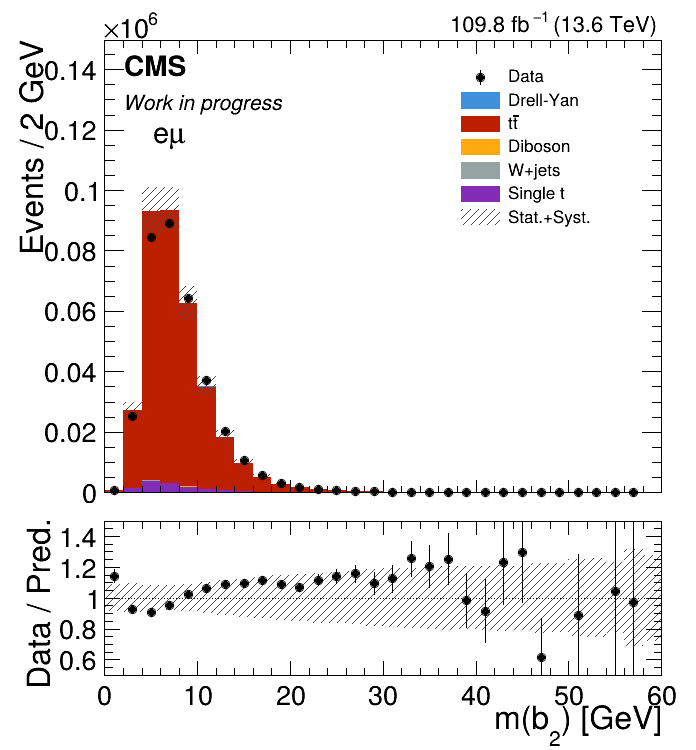 ×10⁶
109.8 fb⁻¹ (13.6 TeV)
Events / 2 GeV
0.14
0.12
0.1
0.08
0.06
0.04
0.02
0
CMS
Work in progress
eμ
Data
Drell-Yan
tt̄
Diboson
W+jets
Single t
Stat.+Syst.
Data / Pred.
1.4
1.2
1
0.8
0.6
0 10 20 30 40 50 60
m(b₂) [GeV]